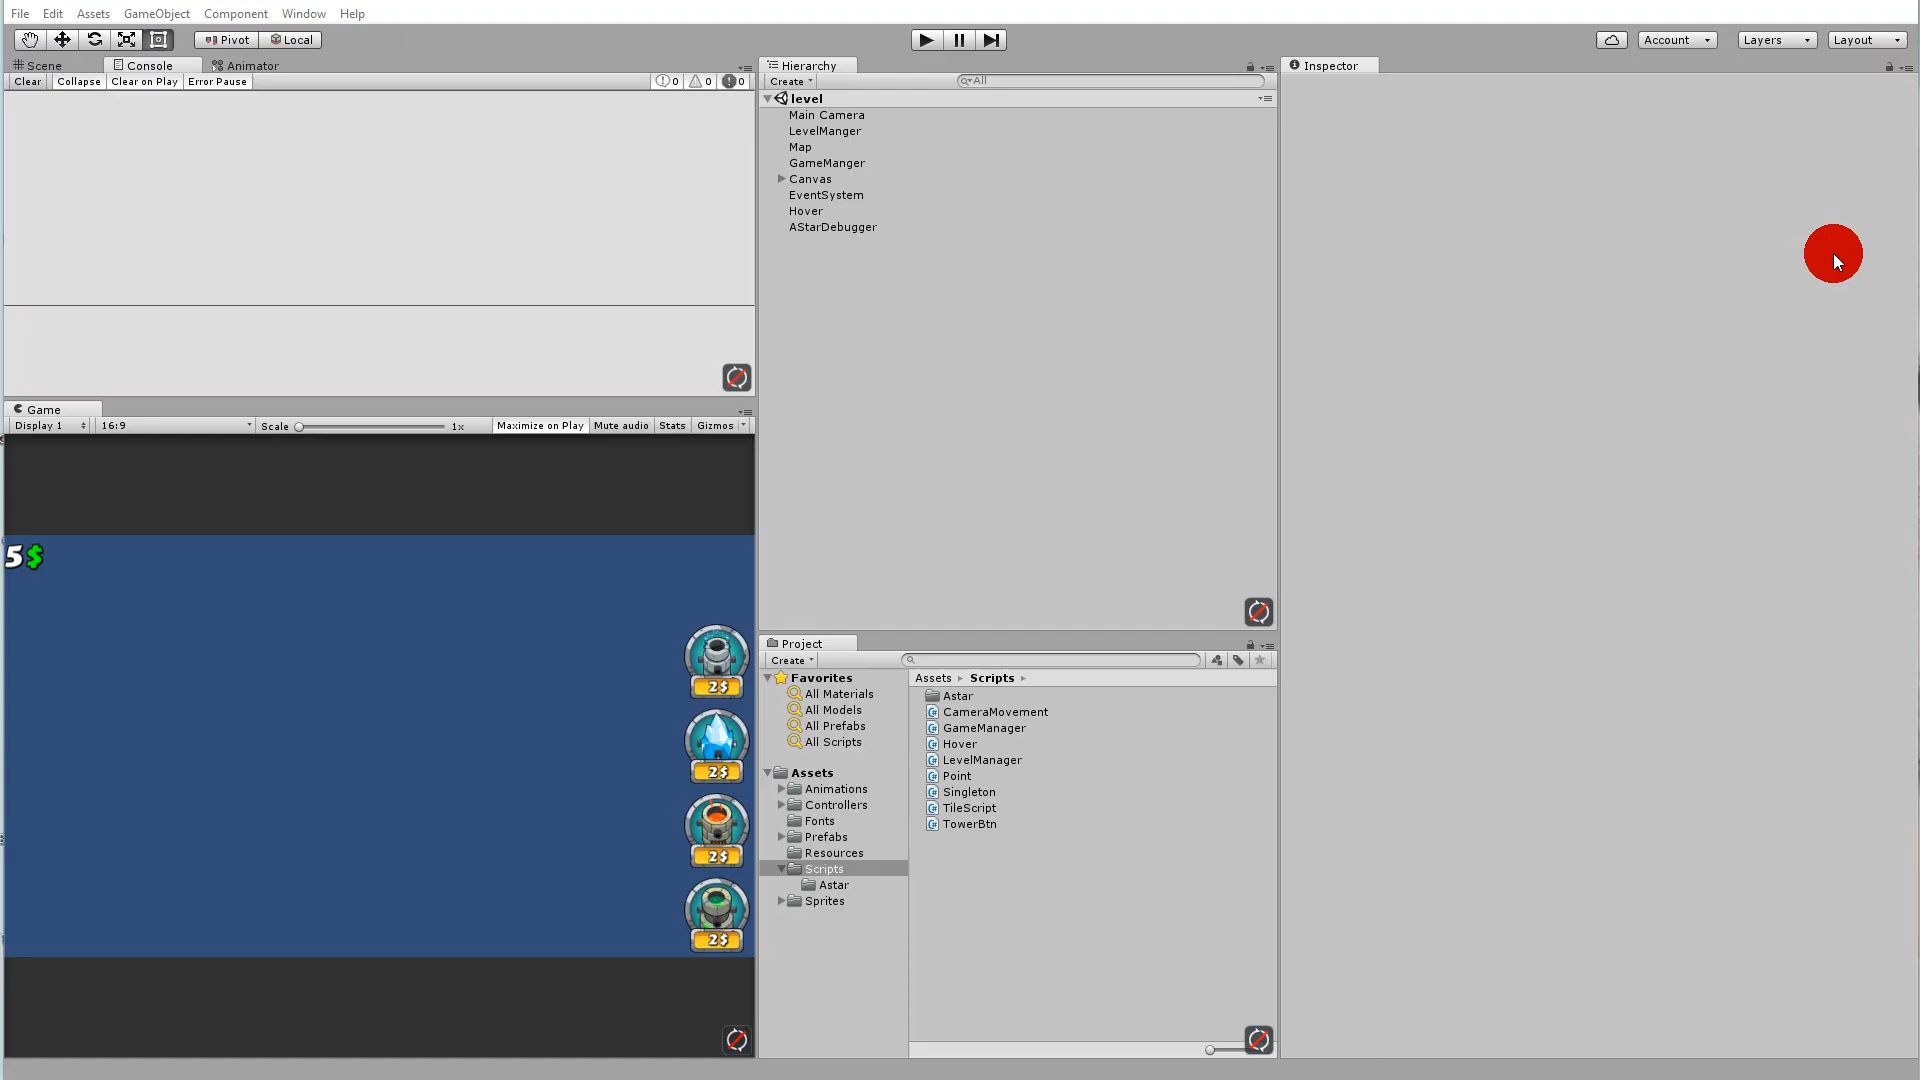 File Edit Assets GameObject Component Window Help
Pivot Local
Account Layers Layout
Scene Console Animator
Clear Collapse Clear on Play Error Pause 0 0 0
Hierarchy
Create All
level
Main Camera
LevelManger
Map
GameManger
Canvas
EventSystem
Hover
AStarDebugger
Inspector
Game
Display 1 16:9 Scale 1x Maximize on Play Mute audio Stats Gizmos
5$
2$
2$
2$
2$
Project
Create
Favorites
All Materials
All Models
All Prefabs
All Scripts
Assets
Animations
Controllers
Fonts
Prefabs
Resources
Scripts
Astar
Sprites
Assets Scripts
Astar
CameraMovement
GameManager
Hover
LevelManager
Point
Singleton
TileScript
TowerBtn